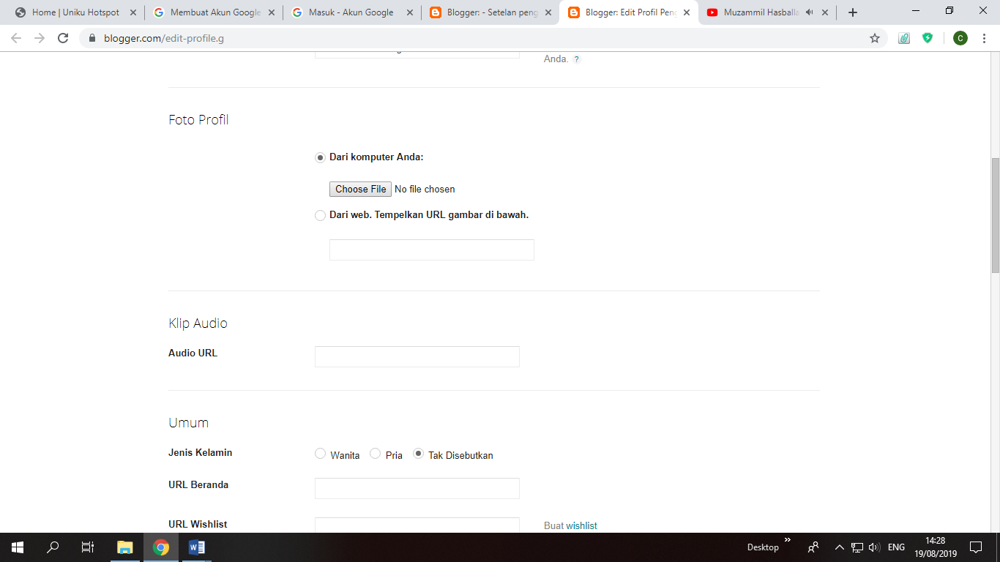 Home | Uniku Hotspot
Membuat Akun Google
Masuk - Akun Google
Blogger: - Setelan peng
Blogger: Edit Profil Peng
Muzammil Hasballa
blogger.com/edit-profile.g
C
Anda. ?
Foto Profil
Dari komputer Anda:
Choose File No file chosen
Dari web. Tempelkan URL gambar di bawah.
Klip Audio
Audio URL
Umum
Jenis Kelamin Wanita Pria Tak Disebutkan
URL Beranda
URL Wishlist Buat wishlist
Desktop
ENG
14:28
19/08/2019